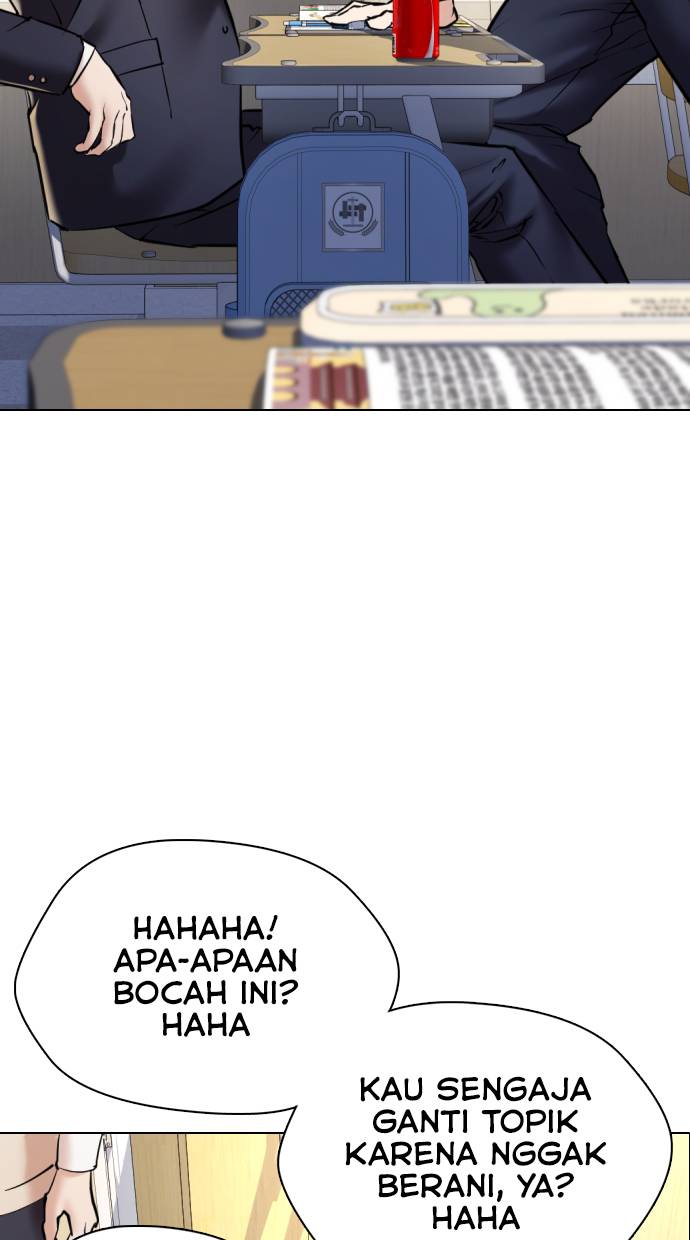 HAHAHA!
APA-APAAN
BOCAH INI?
HAHA
KAU SENGAJA
GANTI TOPIK
KARENA NGGAK
BERANI, YA?
HAHA